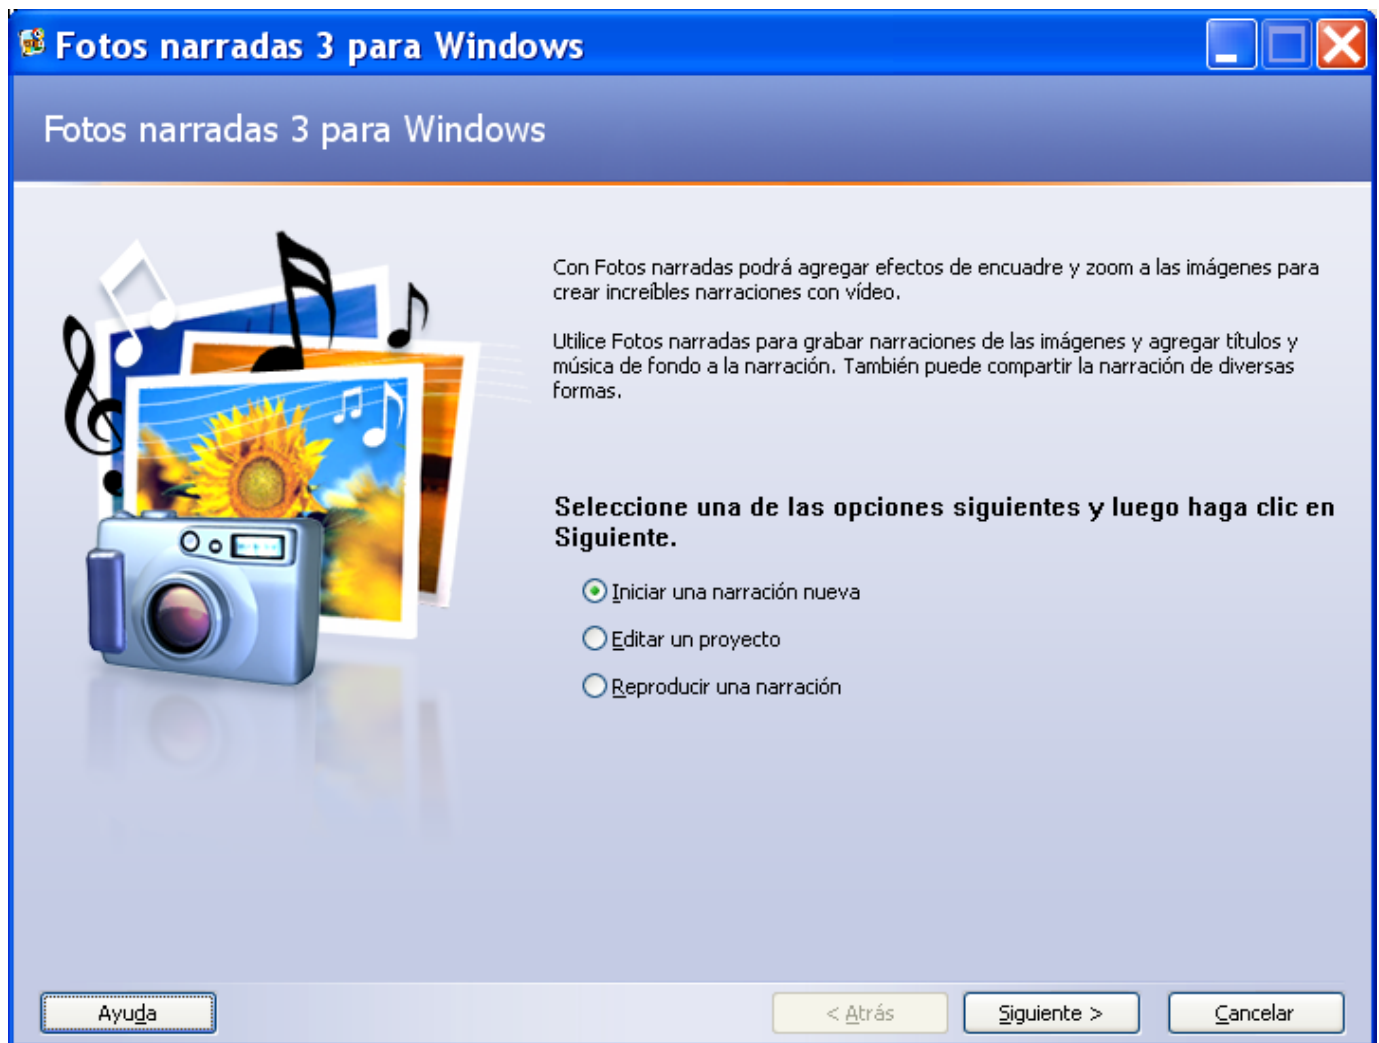 Fotos narradas 3 para Windows
Fotos narradas 3 para Windows
Con Fotos narradas podrá agregar efectos de encuadre y zoom a las imágenes para
crear increíbles narraciones con vídeo.
Utilice Fotos narradas para grabar narraciones de las imágenes y agregar títulos y
música de fondo a la narración. También puede compartir la narración de diversas
formas.
Seleccione una de las opciones siguientes y luego haga clic en
Siguiente.
Iniciar una narración nueva
Editar un proyecto
Reproducir una narración
Ayuda
< Atrás
Siguiente >
Cancelar